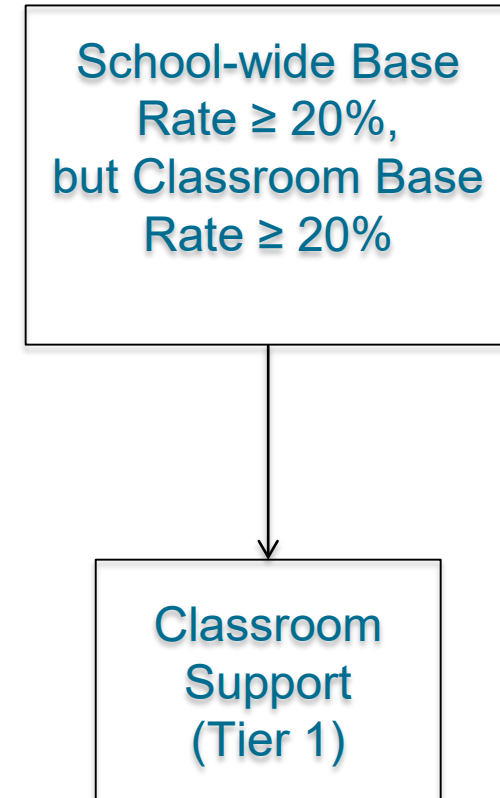 School-wide Base
Rate ≥ 20%,
but Classroom Base
Rate ≥ 20%
Classroom
Support
(Tier 1)